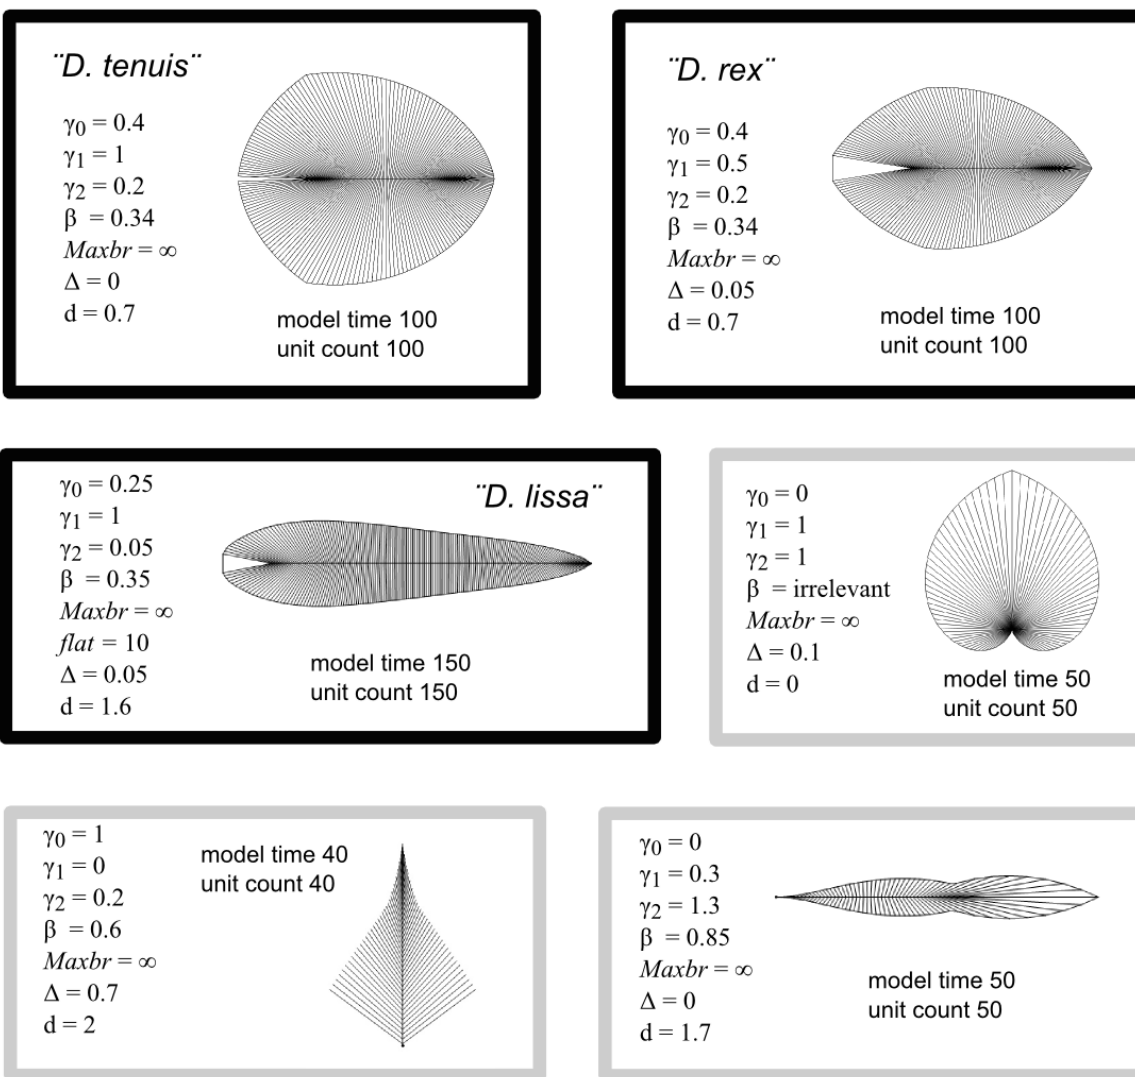 ¨D. tenuis¨
γ0 = 0.4
γ1 = 1
γ2 = 0.2
β = 0.34
Maxbr = ∞
Δ = 0
d = 0.7
model time 100
unit count 100
¨D. rex¨
γ0 = 0.4
γ1 = 0.5
γ2 = 0.2
β = 0.34
Maxbr = ∞
Δ = 0.05
d = 0.7
model time 100
unit count 100
¨D. lissa¨
γ0 = 0.25
γ1 = 1
γ2 = 0.05
β = 0.35
Maxbr = ∞
flat = 10
Δ = 0.05
d = 1.6
model time 150
unit count 150
γ0 = 0
γ1 = 1
γ2 = 1
β = irrelevant
Maxbr = ∞
Δ = 0.1
d = 0
model time 50
unit count 50
γ0 = 1
γ1 = 0
γ2 = 0.2
β = 0.6
Maxbr = ∞
Δ = 0.7
d = 2
model time 40
unit count 40
γ0 = 0
γ1 = 0.3
γ2 = 1.3
β = 0.85
Maxbr = ∞
Δ = 0
d = 1.7
model time 50
unit count 50